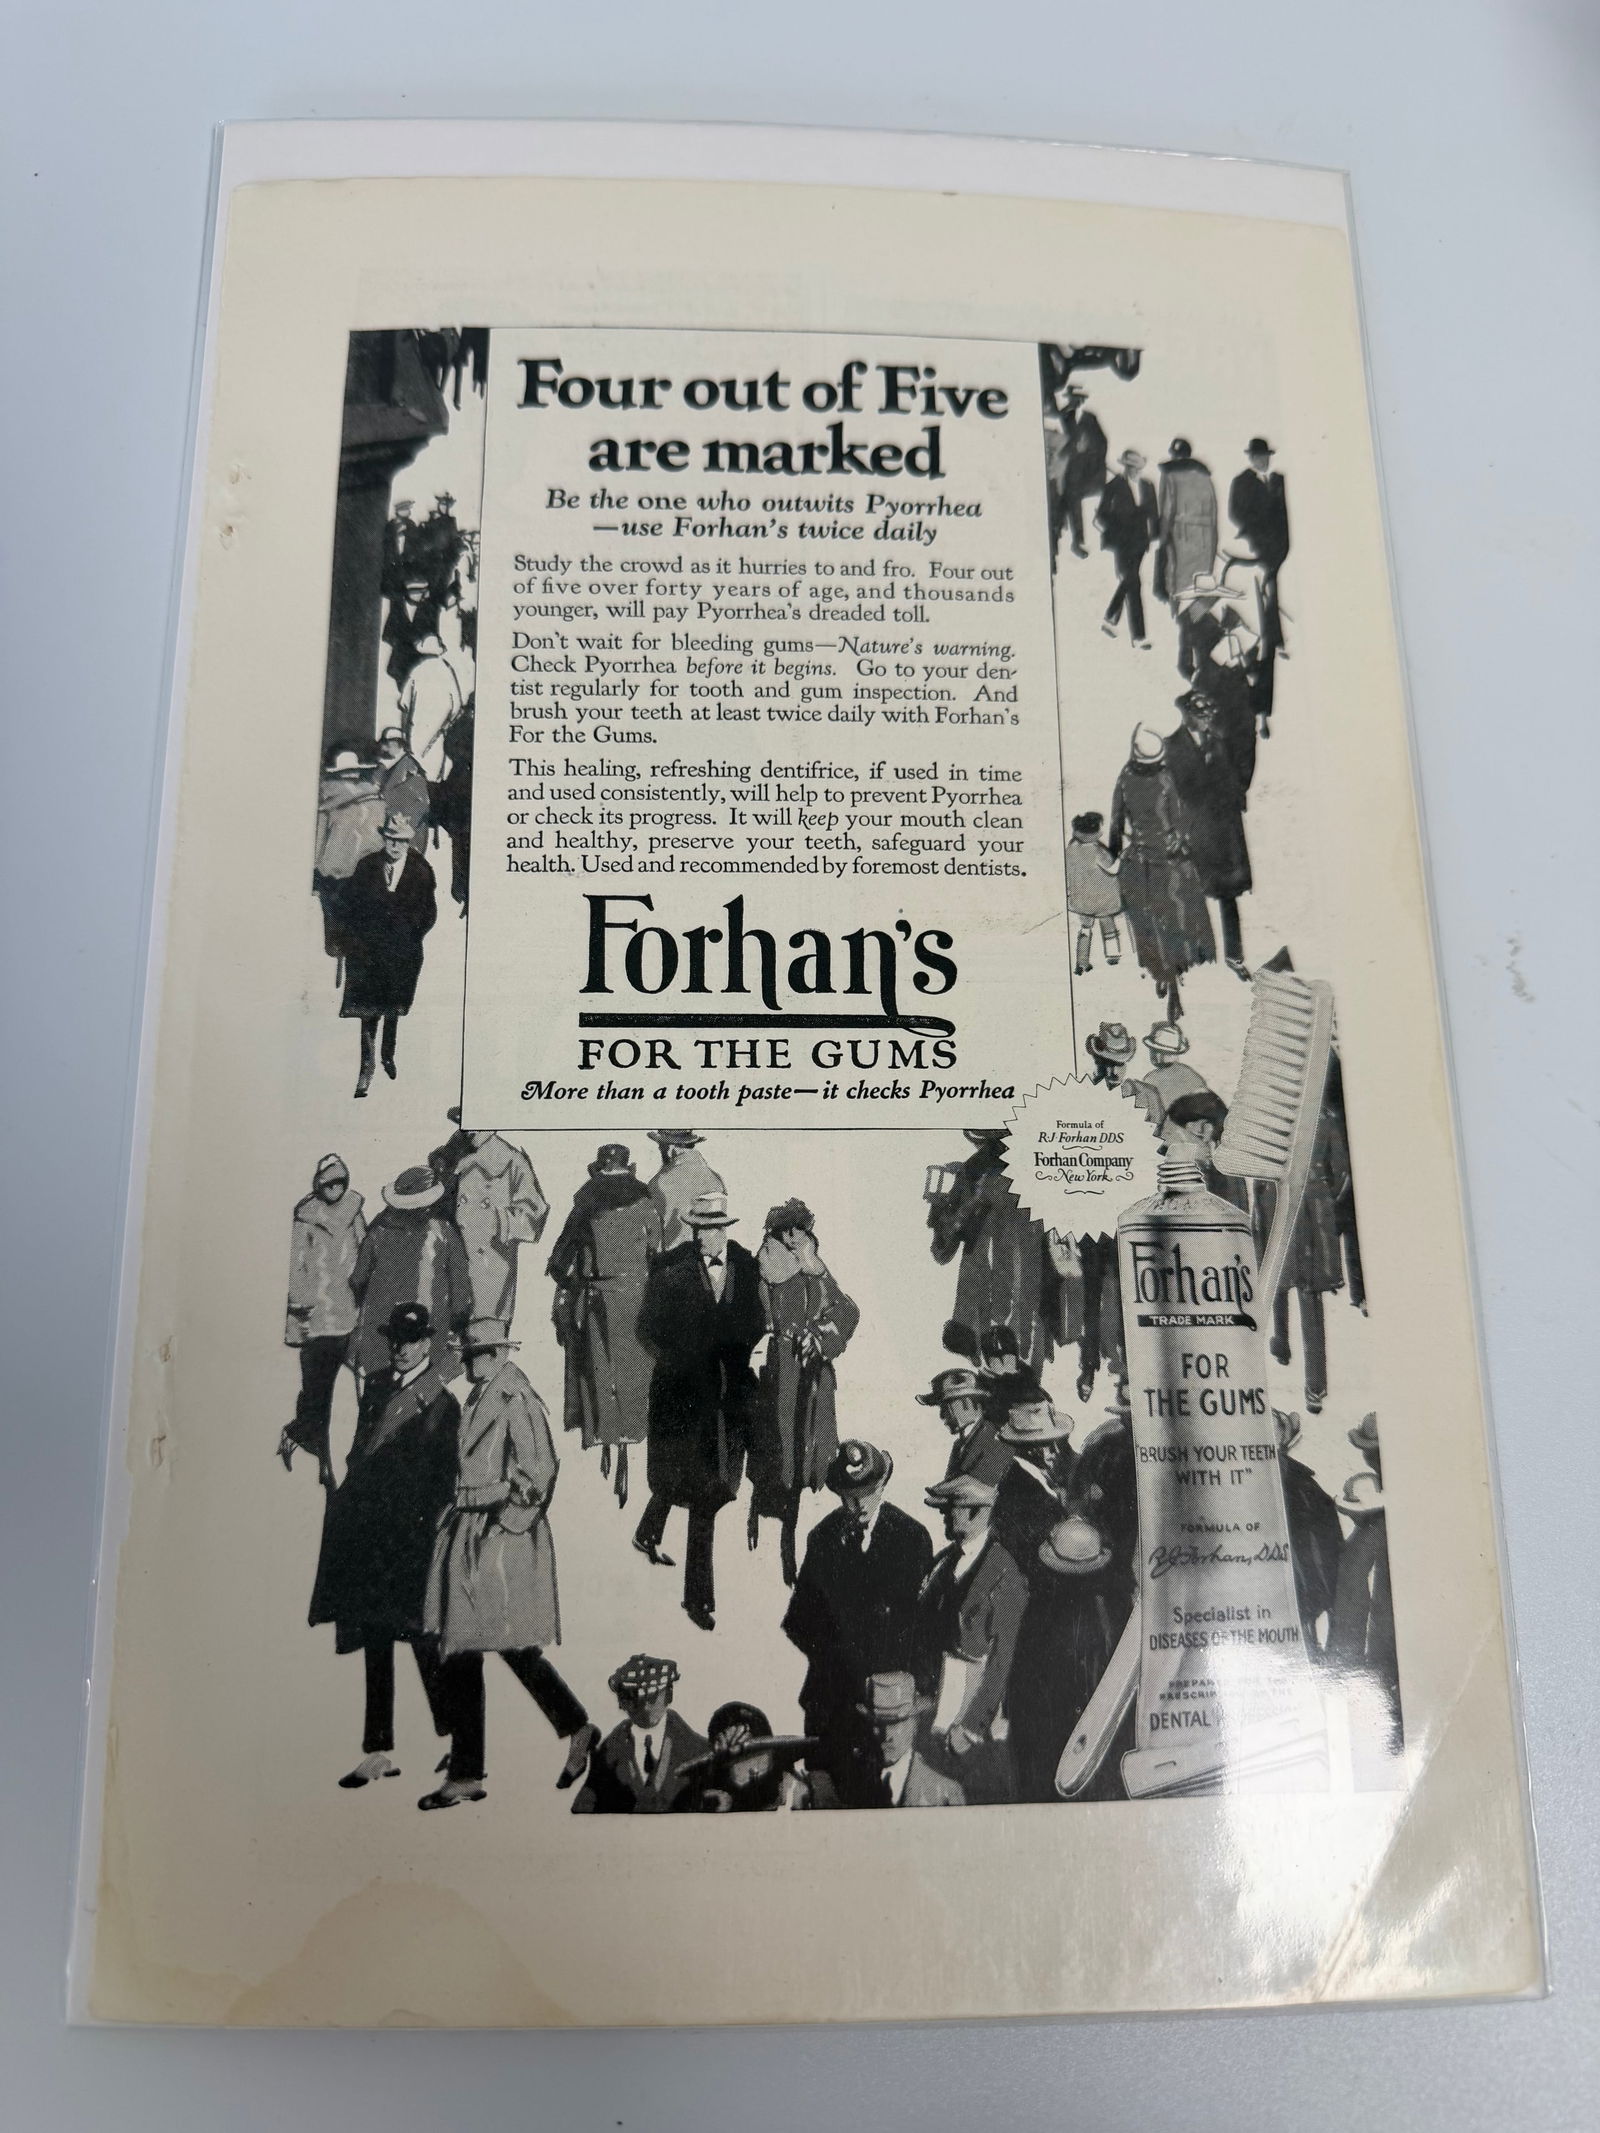 Four out of Five
are marked
Be the one who outwits Pyorrhea
—use Forhan's twice daily
Study the crowd as it hurries to and fro. Four out
of five over forty years of age, and thousands
younger, will pay Pyorrhea's dreaded toll.
Don't wait for bleeding gums—Nature's warning.
Check Pyorrhea before it begins. Go to your den-
tist regularly for tooth and gum inspection. And
brush your teeth at least twice daily with Forhan's
For the Gums.
This healing, refreshing dentifrice, if used in time
and used consistently, will help to prevent Pyorrhea
or check its progress. It will keep your mouth clean
and healthy, preserve your teeth, safeguard your
health. Used and recommended by foremost dentists.
Forhan's
FOR THE GUMS
More than a tooth paste—it checks Pyorrhea
Formula of
R·J·Forhan DDS
Forhan Company
New York
Forhan's
TRADE MARK
FOR
THE GUMS
"BRUSH YOUR TEETH
WITH IT"
FORMULA OF
R J Forhan, D.D.S
Specialist in
DISEASES OF THE MOUTH
DENTAL